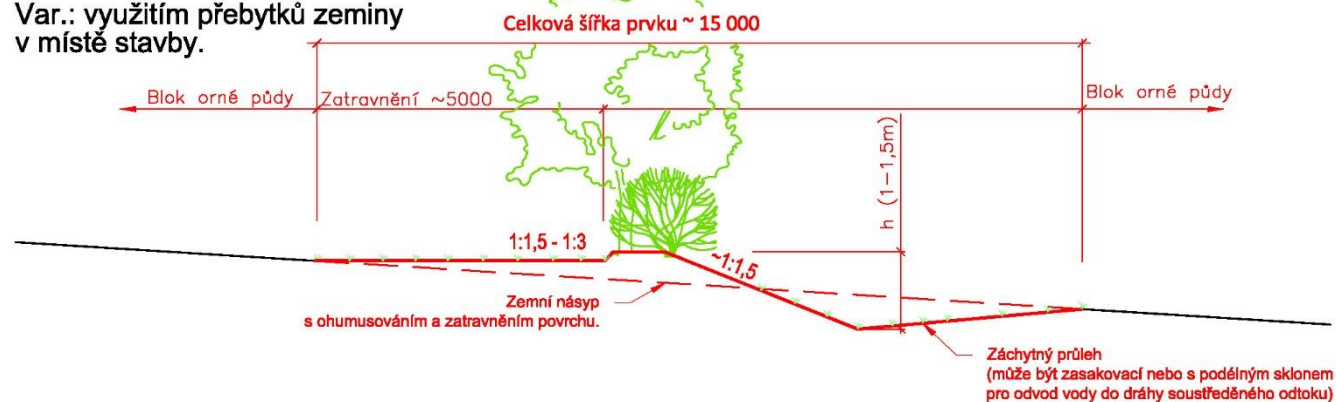 Var.: využitím přebytků zeminy
v místě stavby.
Celková šířka prvku ~ 15 000
Blok orné půdy
Zatravnění ~5000
Blok orné půdy
h (1-1,5m)
1:1,5 - 1:3
~1:1,5
Zemní násyp
s ohumusováním a zatravněním povrchu.
Záchytný průleh
(může být zasakovací nebo s podélným sklonem
pro odvod vody do dráhy soustředěného odtoku)